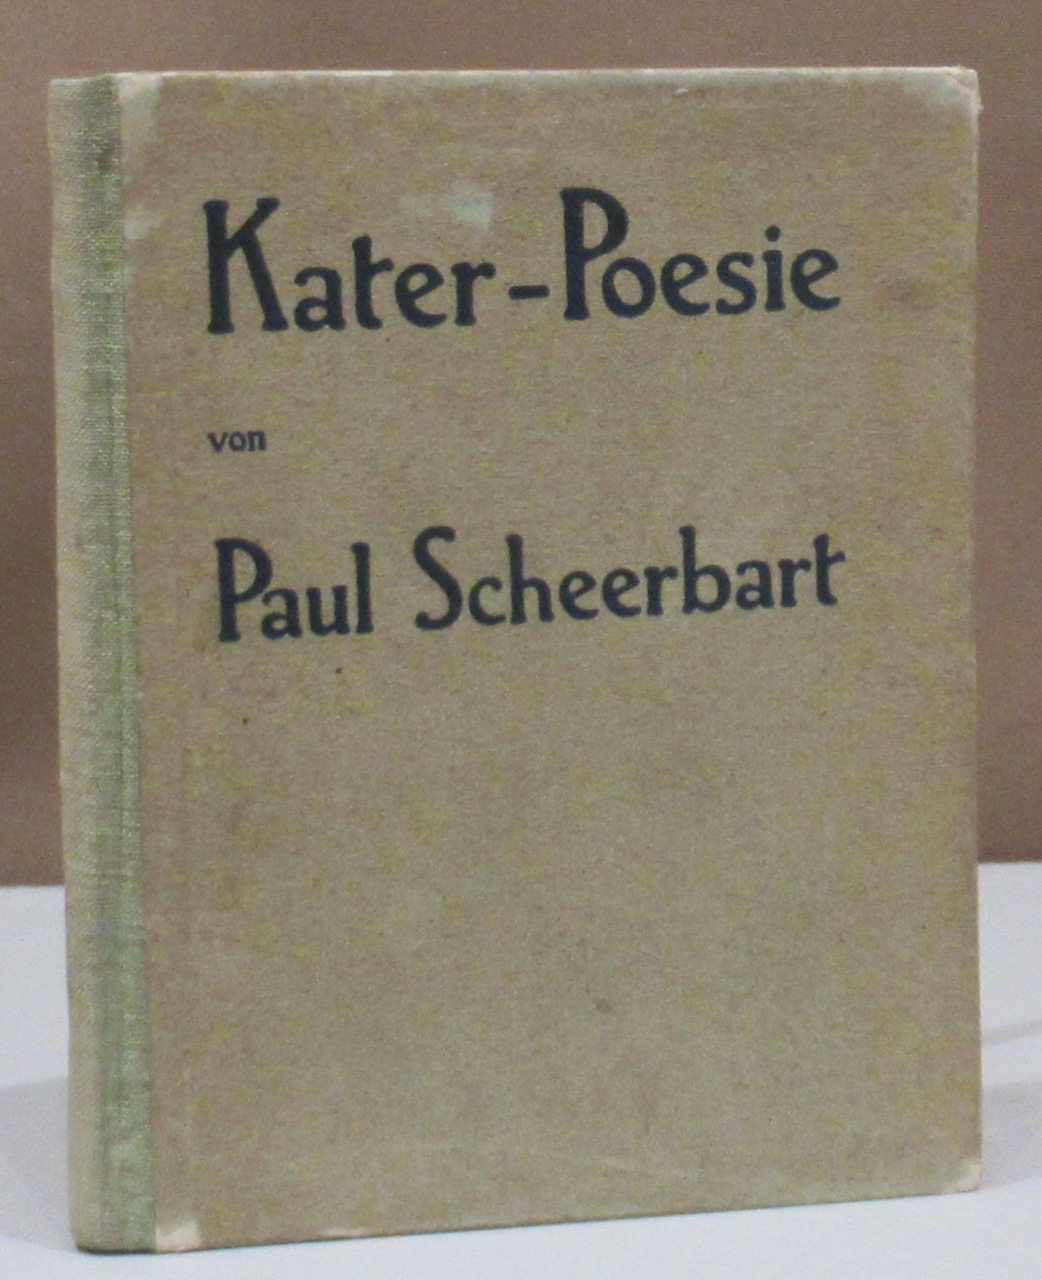 Kater-Poesie
von
Paul Scheerbart